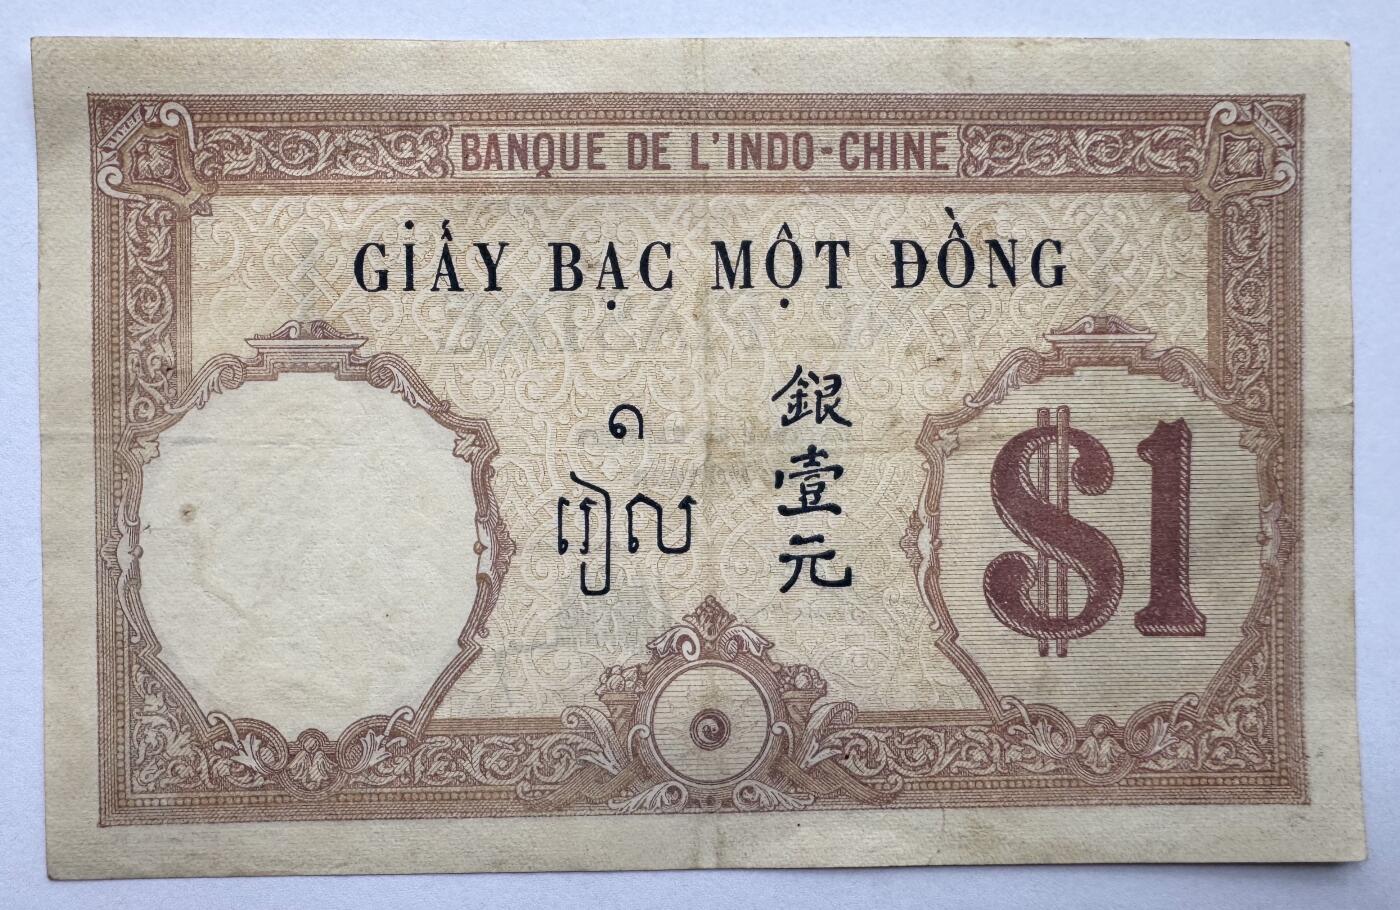 BANQUE DE L'INDO-CHINE
GIẤY BẠC MỘT ĐỒNG
១
រៀល
銀壹元
$1